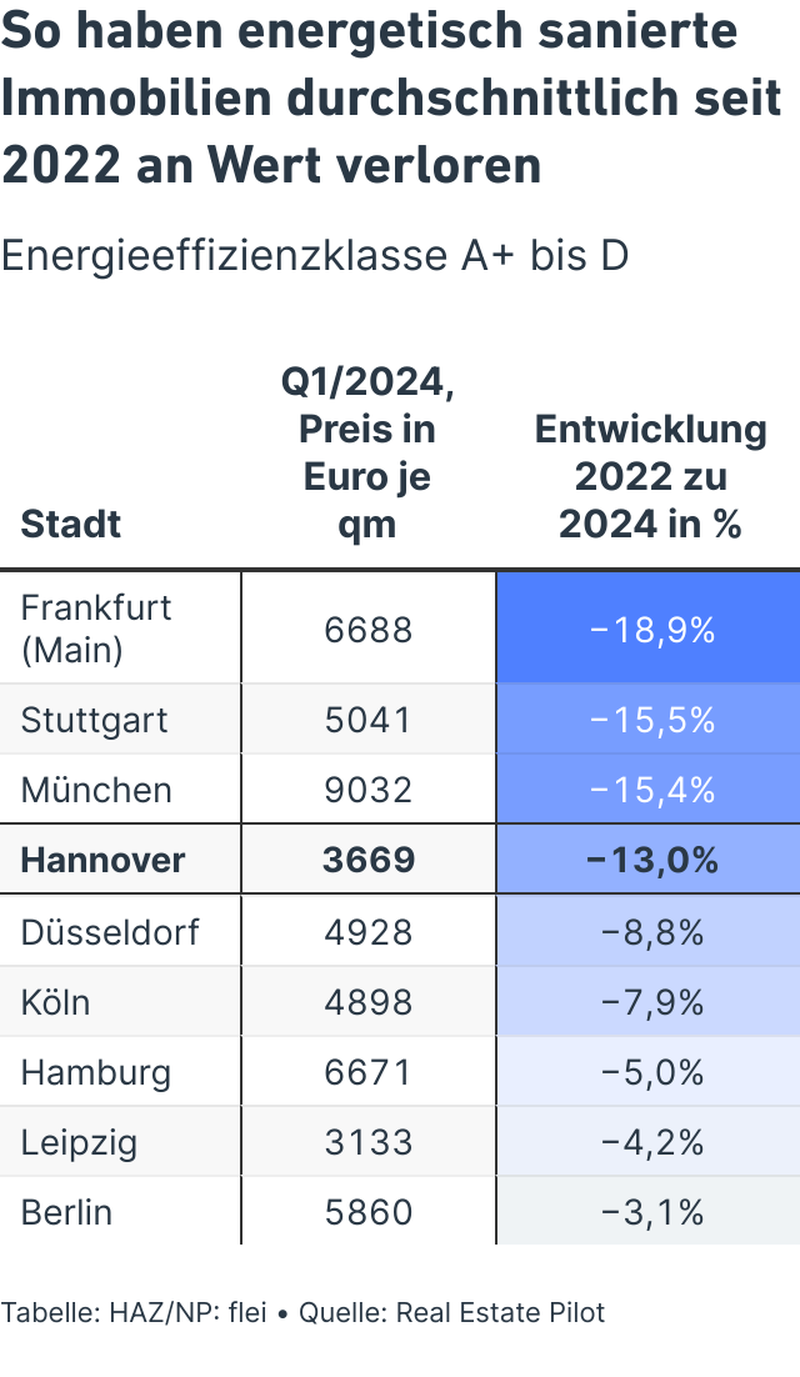 So haben energetisch sanierte
Immobilien durchschnittlich seit
2022 an Wert verloren
Energieeffizienzklasse A+ bis D
Stadt
Q1/2024,
Preis in
Euro je
qm
Entwicklung
2022 zu
2024 in %
Frankfurt
(Main)
6688
−18,9%
Stuttgart 5041 −15,5%
München 9032 −15,4%
Hannover 3669 −13,0%
Düsseldorf 4928 −8,8%
Köln 4898 −7,9%
Hamburg 6671 −5,0%
Leipzig 3133 −4,2%
Berlin 5860 −3,1%
Tabelle: HAZ/NP: flei • Quelle: Real Estate Pilot